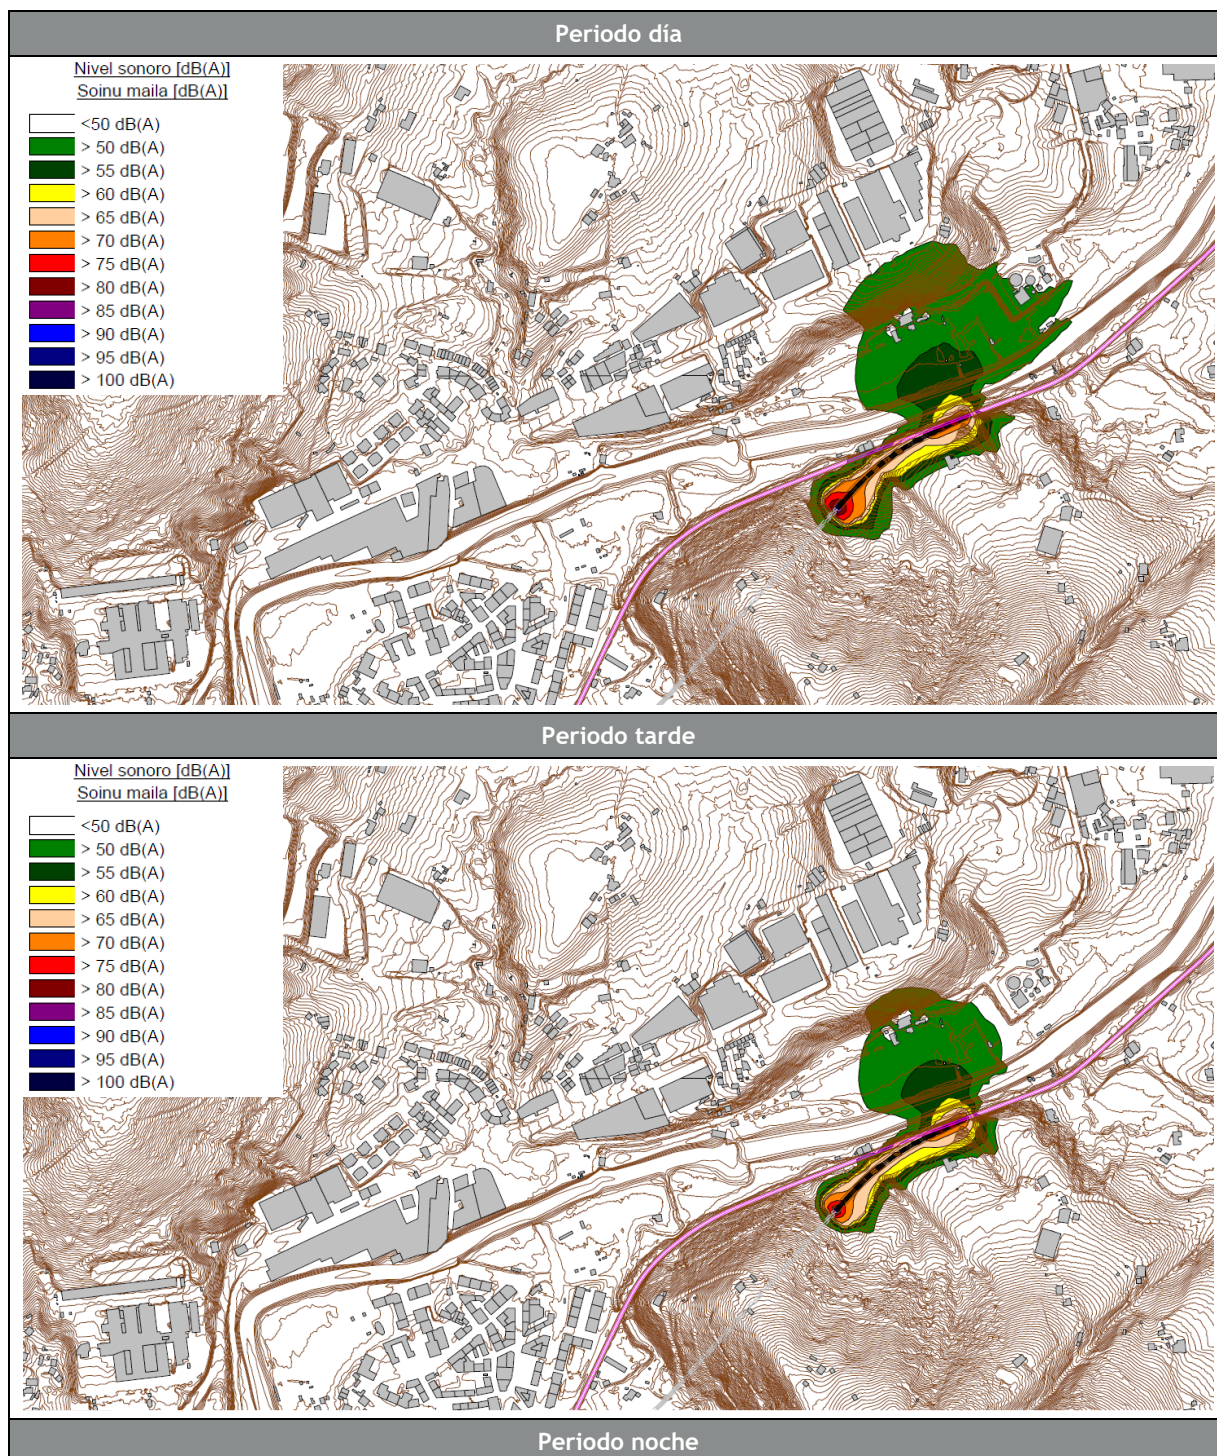 Periodo día
Nivel sonoro [dB(A)]
Soinu maila [dB(A)]
<50 dB(A)
> 50 dB(A)
> 55 dB(A)
> 60 dB(A)
> 65 dB(A)
> 70 dB(A)
> 75 dB(A)
> 80 dB(A)
> 85 dB(A)
> 90 dB(A)
> 95 dB(A)
> 100 dB(A)
Periodo tarde
Nivel sonoro [dB(A)]
Soinu maila [dB(A)]
<50 dB(A)
> 50 dB(A)
> 55 dB(A)
> 60 dB(A)
> 65 dB(A)
> 70 dB(A)
> 75 dB(A)
> 80 dB(A)
> 85 dB(A)
> 90 dB(A)
> 95 dB(A)
> 100 dB(A)
Periodo noche